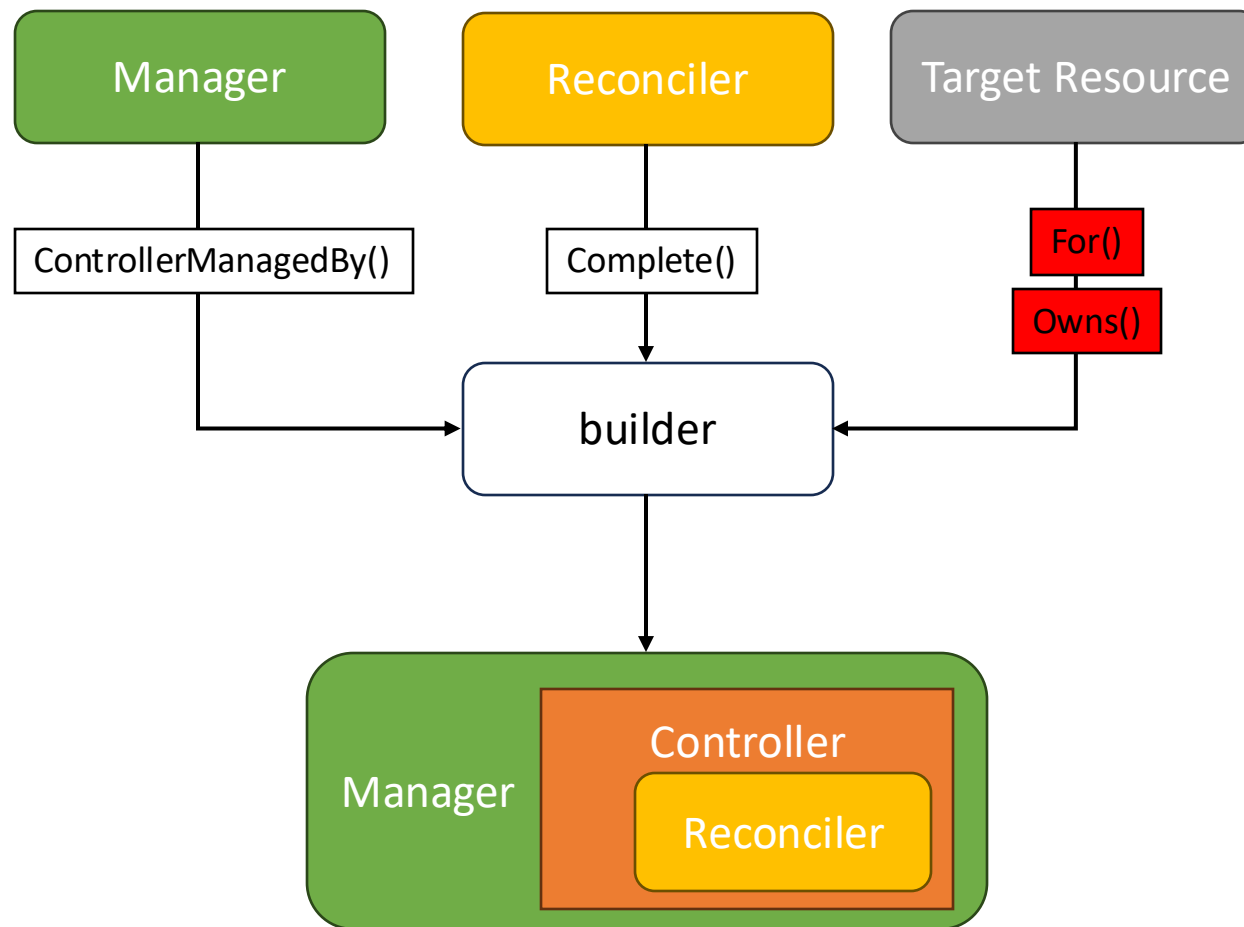 Manager
Reconciler
Target Resource
ControllerManagedBy()
Complete()
For()
Owns()
builder
Controller
Manager
Reconciler